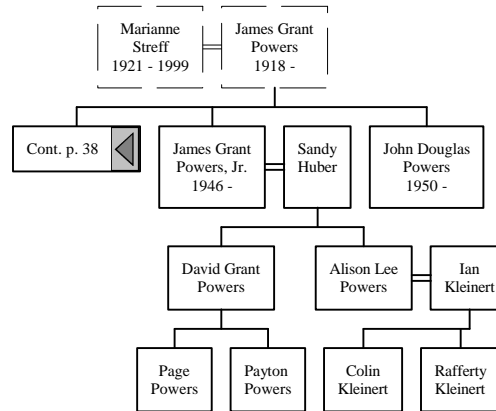 Marianne
Streff
1921 - 1999
James Grant
Powers
1918 -
Cont. p. 38
James Grant
Powers, Jr.
1946 -
Sandy
Huber
John Douglas
Powers
1950 -
David Grant
Powers
Alison Lee
Powers
Ian
Kleinert
Page
Powers
Payton
Powers
Colin
Kleinert
Rafferty
Kleinert